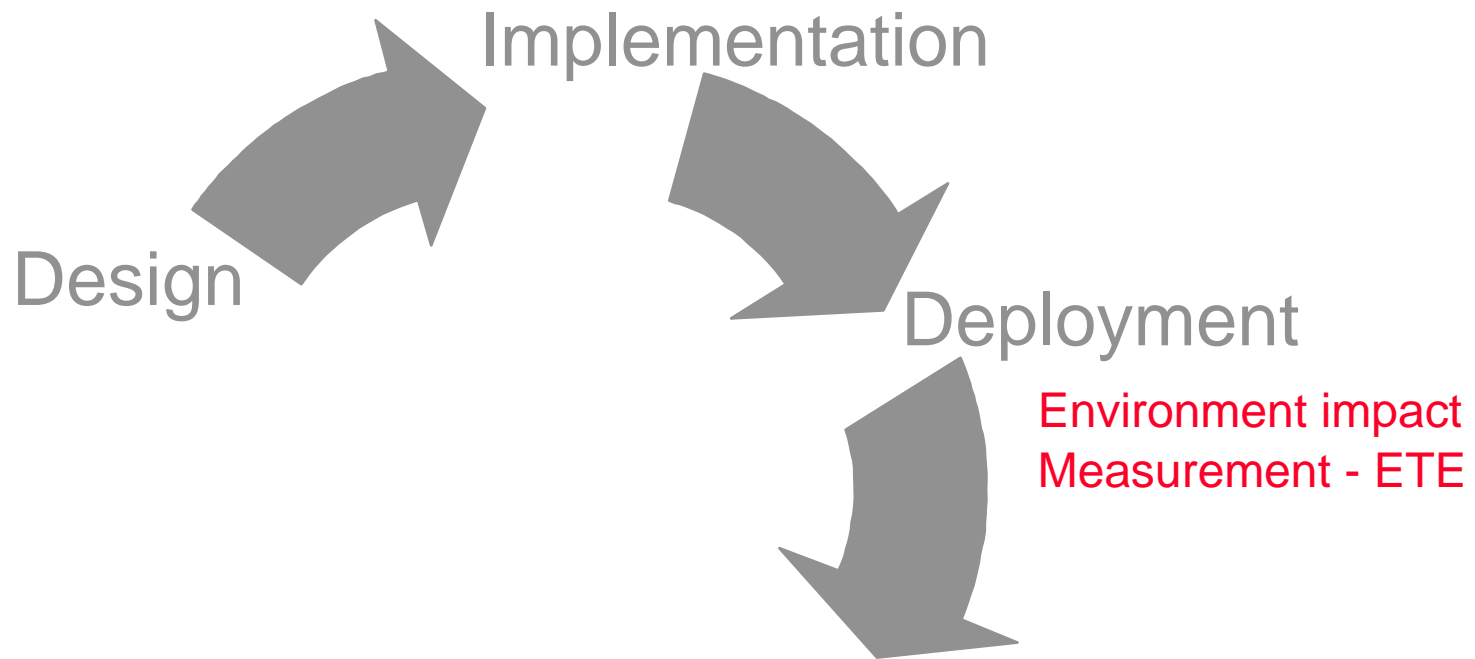 Implementation
Design
Deployment
Environment impact
Measurement - ETE